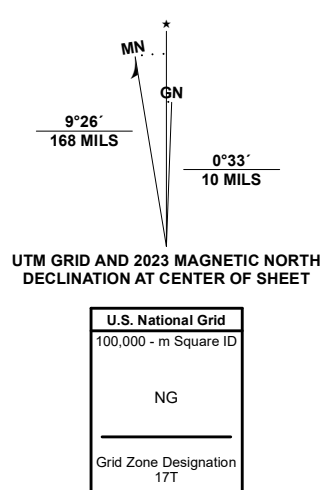 ★
MN
GN
9°26´
168 MILS
0°33´
10 MILS
UTM GRID AND 2023 MAGNETIC NORTH
DECLINATION AT CENTER OF SHEET
U.S. National Grid
100,000 - m Square ID
NG
Grid Zone Designation
17T